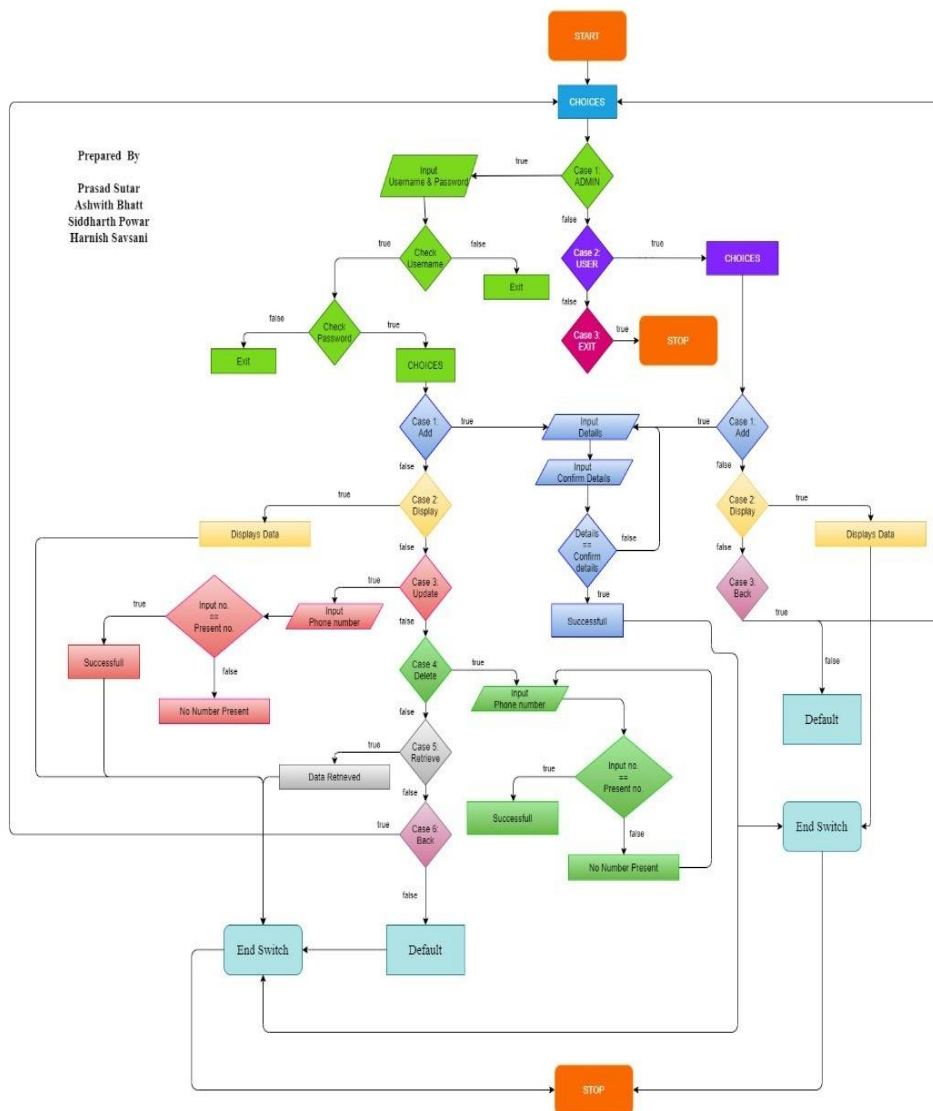 START
CHOICES
Prepared By
Prasad Sutar
Ashwith Bhatt
Siddharth Powar
Harnish Savsani
Input
Username & Password
true
Case 1:
ADMIN
false
Check
Username
true
false
Exit
Case 2:
USER
true
CHOICES
false
Check
Password
false
true
Exit
CHOICES
Case 3:
EXIT
true
STOP
Case 1:
Add
true
Input
Details
true
Case 1:
Add
false
Input
Confirm Details
false
Case 2:
Display
true
Displays Data
Details
==
Confirm
details
false
Case 2:
Display
true
Displays Data
false
false
Case 3:
Update
true
Input
Phone number
Input no.
==
Present no.
true
Successfull
false
No Number Present
true
Successfull
Case 3:
Back
true
false
Default
false
Case 4:
Delete
true
Input
Phone number
false
Case 5.
Retrieve
true
Data Retrieved
Input no.
==
Present no.
true
Successfull
false
No Number Present
false
Case 6:
Back
true
false
End Switch
Default
End Switch
STOP